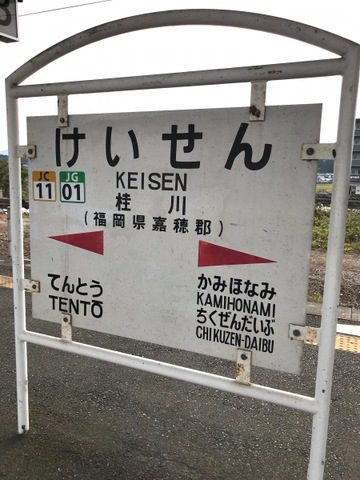 けいせん
JC 11 JG 01 KEISEN
桂川
(福岡県嘉穂郡)
てんとう
TENTŌ
かみほなみ
KAMIHONAMI
ちくぜんだいぶ
CHIKUZEN-DAIBU